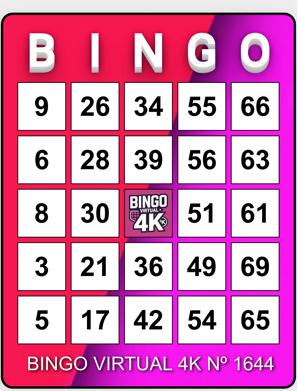 B I N G O
9 26 34 55 66
6 28 39 56 63
8 30 BINGO VIRTUAL 4K 51 61
3 21 36 49 69
5 17 42 54 65
BINGO VIRTUAL 4K Nº 1644